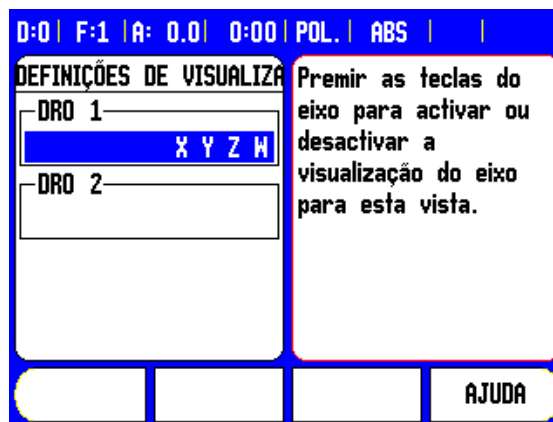 D:0 | F:1 | A: 0.0 | 0:00 | POL. | ABS | |
DEFINIÇÕES DE VISUALIZA
DRO 1
X Y Z W
DRO 2
Premir as teclas do
eixo para activar ou
desactivar a
visualização do eixo
para esta vista.
AJUDA